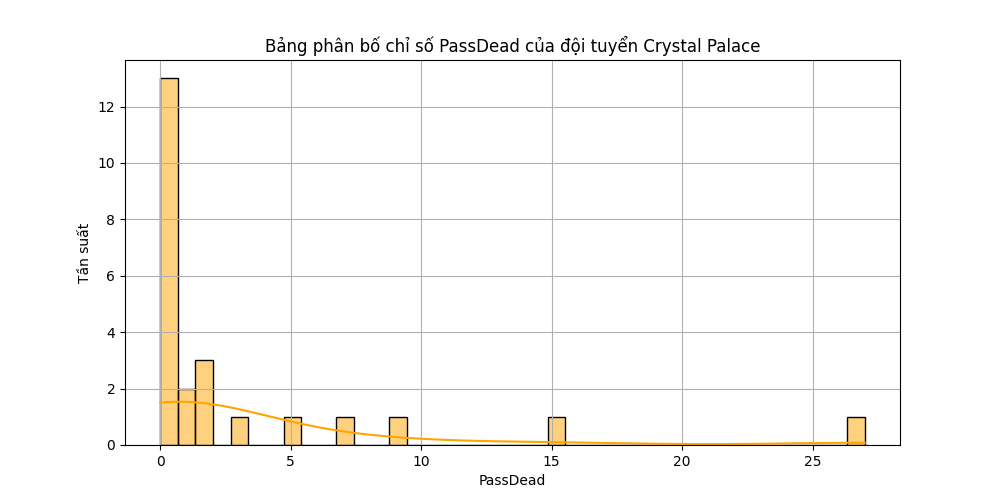 Bảng phân bố chỉ số PassDead của đội tuyển Crystal Palace
Tần suất
12
10
8
6
4
2
0
0 5 10 15 20 25
PassDead